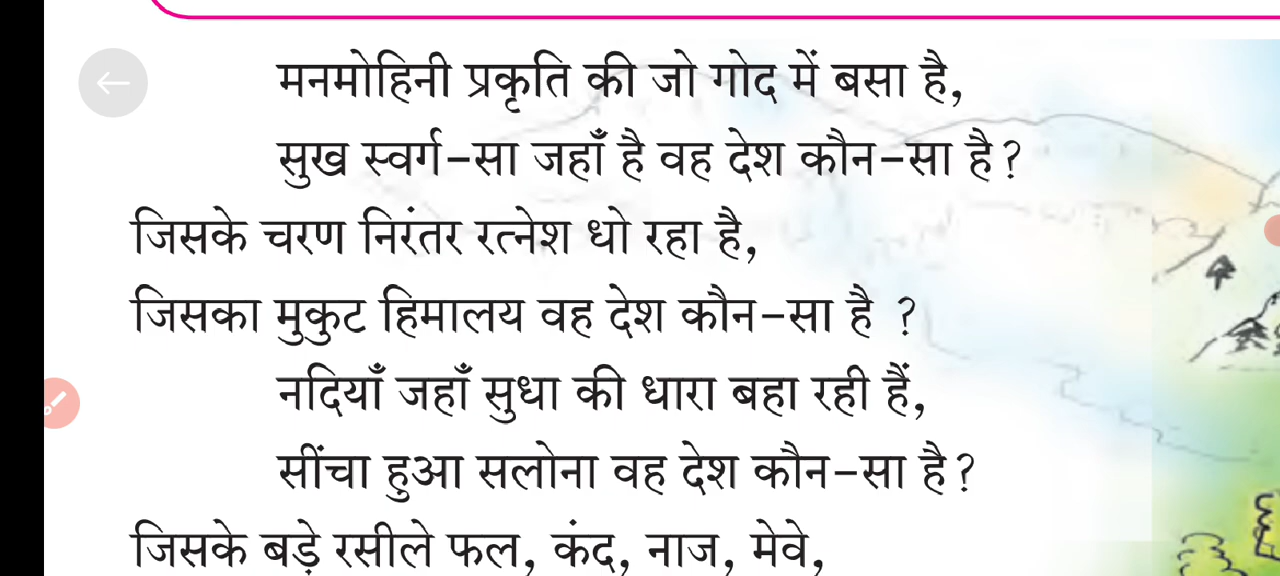 मनमोहिनी प्रकृति की जो गोद में बसा है,
सुख स्वर्ग-सा जहाँ है वह देश कौन-सा है?
जिसके चरण निरंतर रत्नेश धो रहा है,
जिसका मुकुट हिमालय वह देश कौन-सा है ?
नदियाँ जहाँ सुधा की धारा बहा रही हैं,
सींचा हुआ सलोना वह देश कौन-सा है?
जिसके बड़े रसीले फल, कंद, नाज, मेवे,